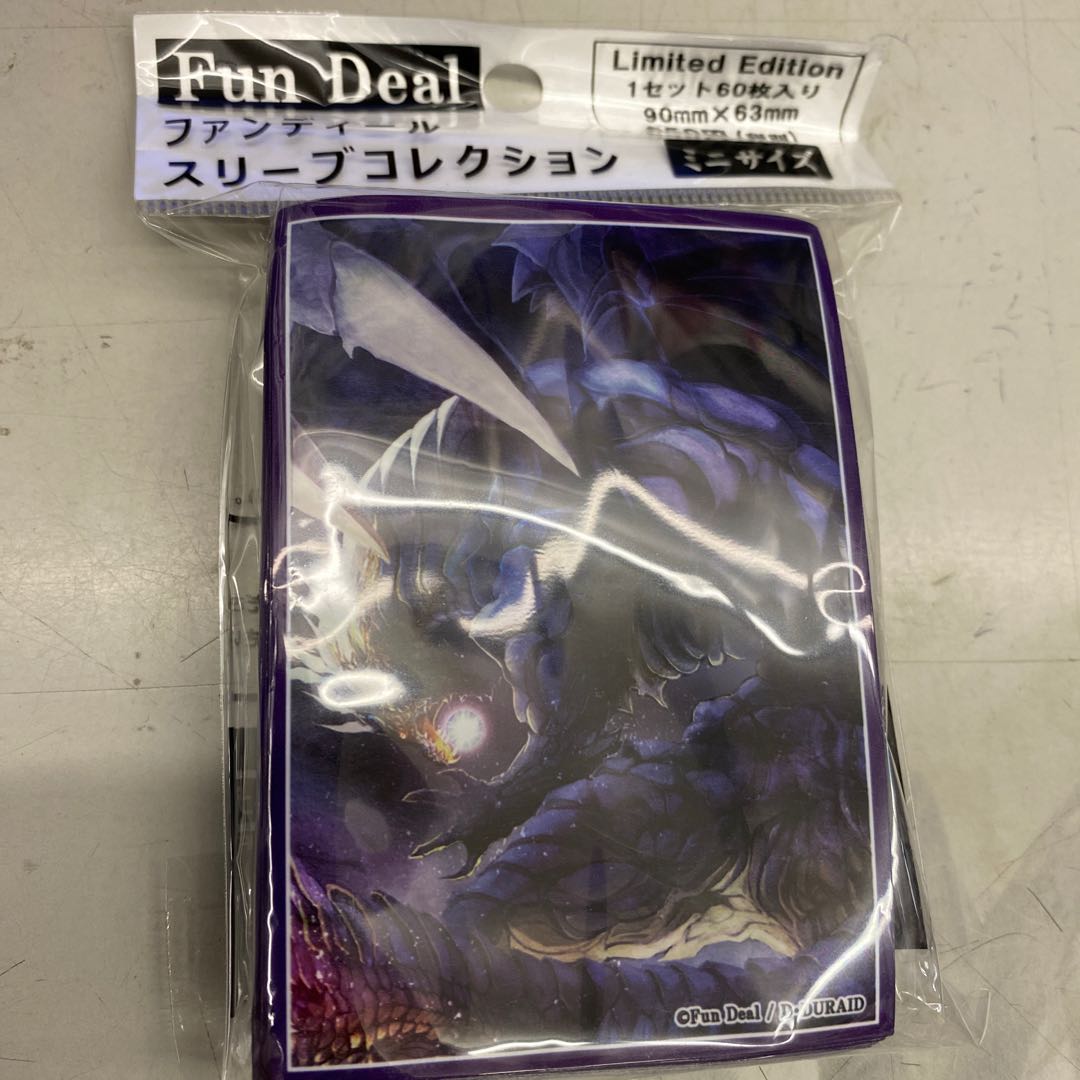 Fun Deal
ファンディール
スリーブコレクション
Limited Edition
1セット60枚入り
90mm×63mm
ミニサイズ
©Fun Deal / D-DURAID